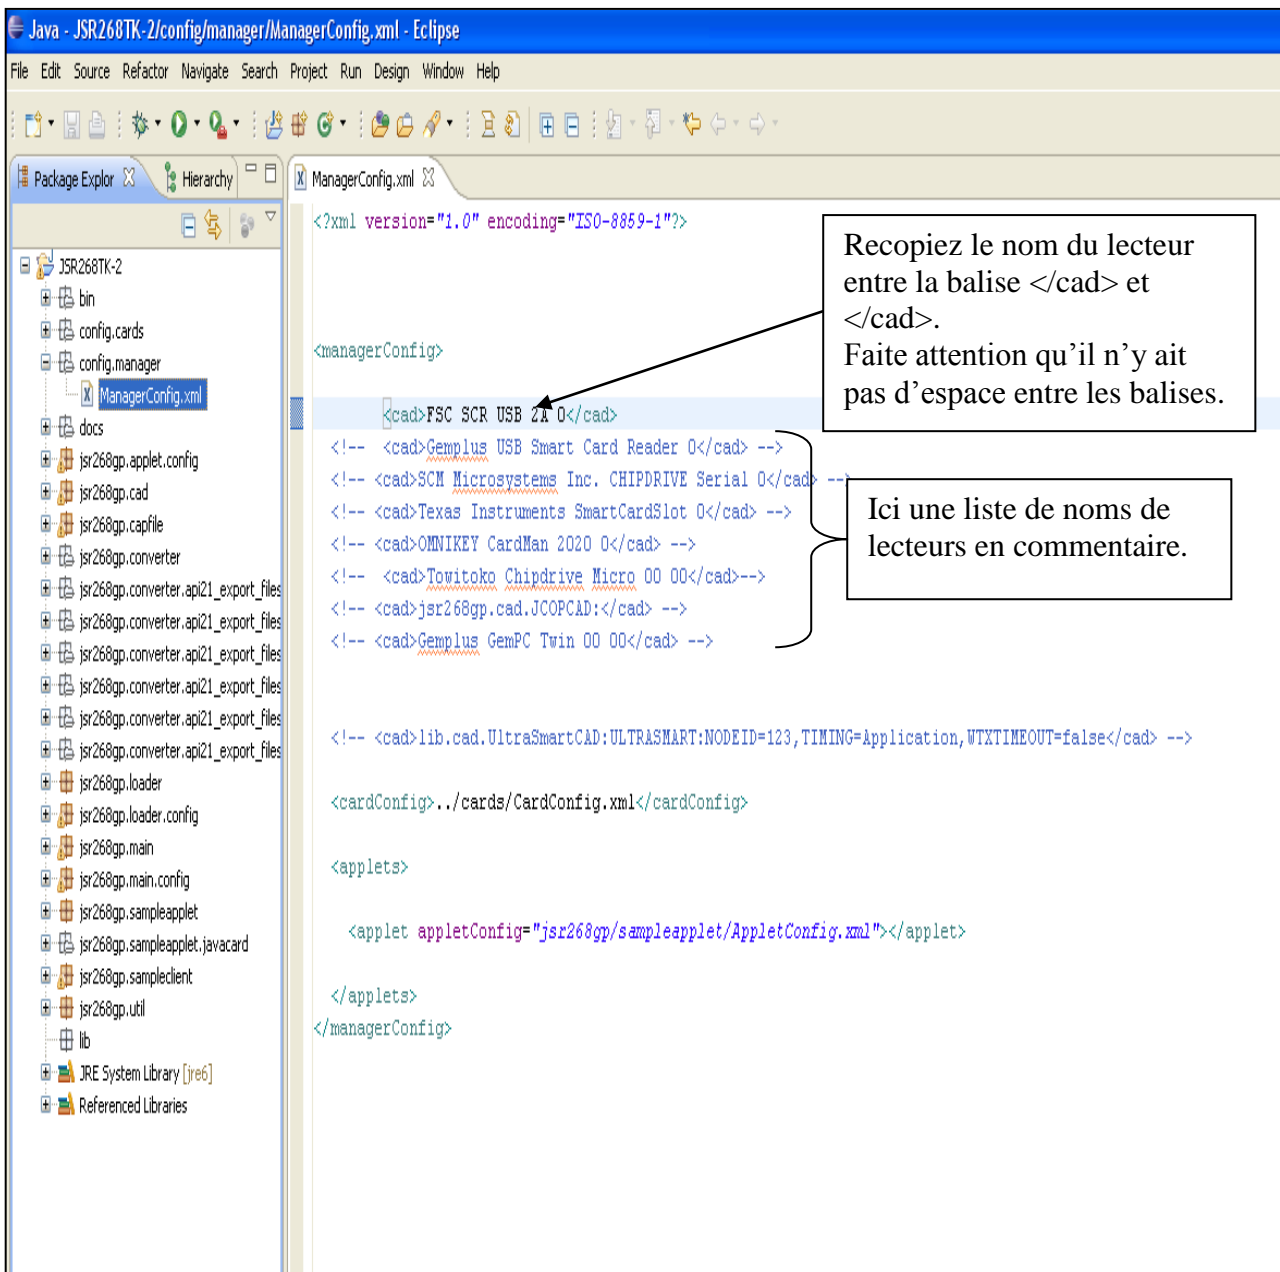 Java - JSR268TK-2/config/manager/ManagerConfig.xml - Eclipse
File Edit Source Refactor Navigate Search Project Run Design Window Help
Package Explor Hierarchy
ManagerConfig.xml
JSR268TK-2
bin
config.cards
config.manager
ManagerConfig.xml
docs
jsr268gp.applet.config
jsr268gp.cad
jsr268gp.capfile
jsr268gp.converter
jsr268gp.converter.api21_export_files
jsr268gp.converter.api21_export_files
jsr268gp.converter.api21_export_files
jsr268gp.converter.api21_export_files
jsr268gp.converter.api21_export_files
jsr268gp.converter.api21_export_files
jsr268gp.loader
jsr268gp.loader.config
jsr268gp.main
jsr268gp.main.config
jsr268gp.sampleapplet
jsr268gp.sampleapplet.javacard
jsr268gp.sampleclient
jsr268gp.util
lib
JRE System Library [jre6]
Referenced Libraries
<?xml version="1.0" encoding="ISO-8859-1"?>
<managerConfig>
<cad>FSC SCR USB 2A 0</cad>
<!-- <cad>Gemplus USB Smart Card Reader 0</cad> -->
<!-- <cad>SCM Microsystems Inc. CHIPDRIVE Serial 0</cad> -->
<!-- <cad>Texas Instruments SmartCardSlot 0</cad> -->
<!-- <cad>OMNIKEY CardMan 2020 0</cad> -->
<!-- <cad>Towitoko Chipdrive Micro 00 00</cad>-->
<!-- <cad>jsr268gp.cad.JCOPCAD:</cad> -->
<!-- <cad>Gemplus GemPC Twin 00 00</cad> -->
<!-- <cad>lib.cad.UltraSmartCAD:ULTRASMART:NODEID=123,TIMING=Application,WTXTIMEOUT=false</cad> -->
<cardConfig>../cards/CardConfig.xml</cardConfig>
<applets>
<applet appletConfig="jsr268gp/sampleapplet/AppletConfig.xml"></applet>
</applets>
</managerConfig>
Recopiez le nom du lecteur
entre la balise </cad> et
</cad>.
Faite attention qu'il n'y ait
pas d'espace entre les balises.
Ici une liste de noms de
lecteurs en commentaire.